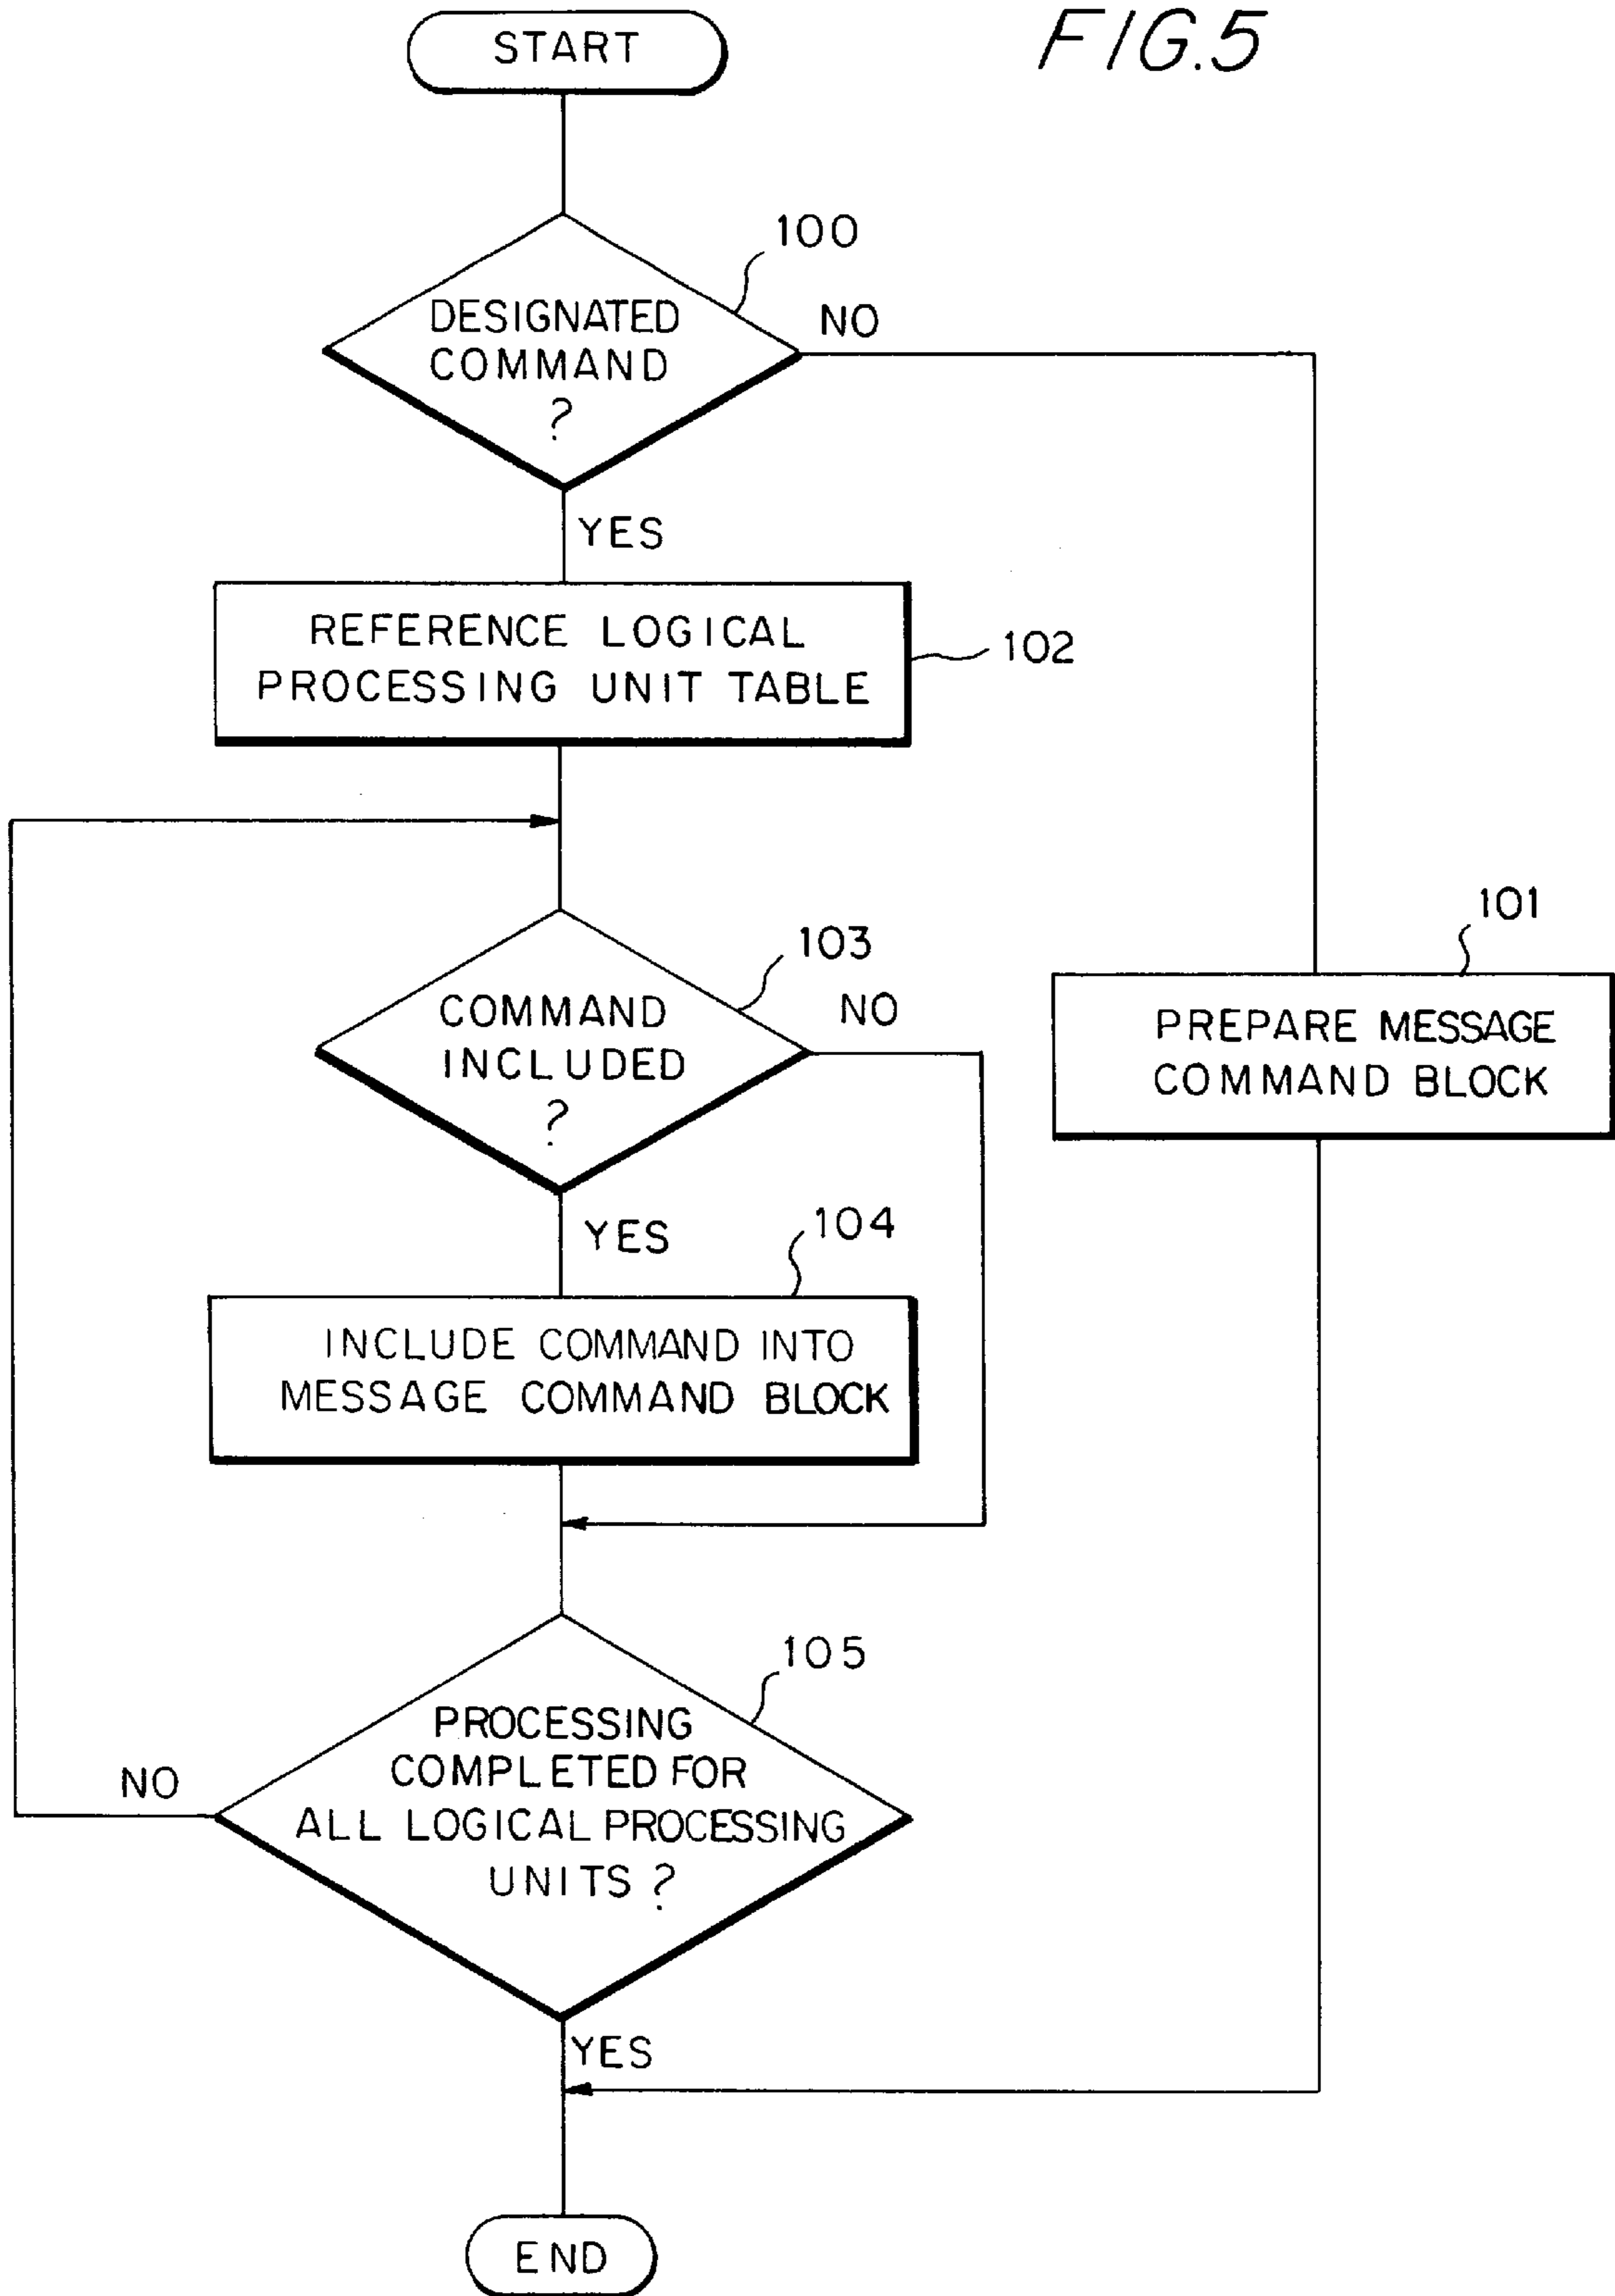 FIG.5
START
100
DESIGNATED
COMMAND
?
NO
YES
REFERENCE LOGICAL
PROCESSING UNIT TABLE
102
103
COMMAND
INCLUDED
?
NO
101
PREPARE MESSAGE
COMMAND BLOCK
YES
104
INCLUDE COMMAND INTO
MESSAGE COMMAND BLOCK
105
PROCESSING
COMPLETED FOR
ALL LOGICAL PROCESSING
UNITS ?
NO
YES
END